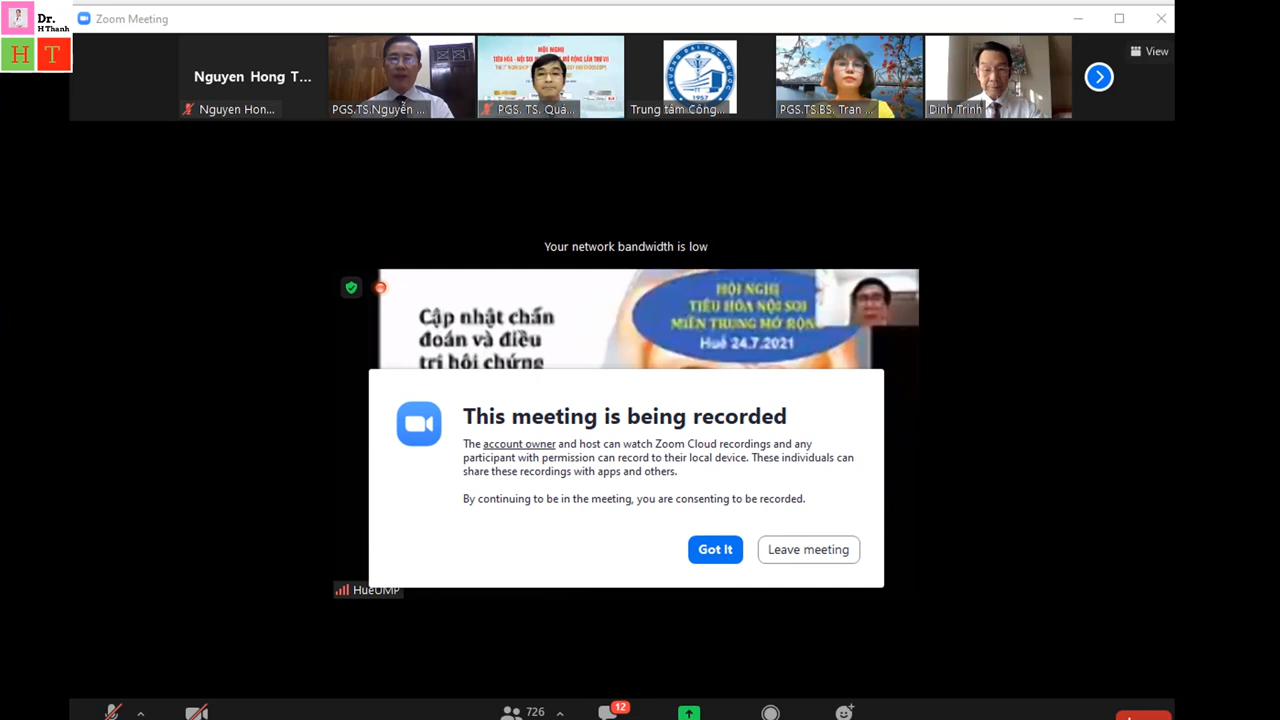 Dr.
H Thanh
H T
Zoom Meeting
Nguyen Hong T...
Nguyen Hon...
PGS.TS.Nguyễn ...
HỘI NGHỊ
PGS. TS. Quá...
Trung tâm Công...
1957
PGS.TS.BS. Tran ...
Dinh Trinh
View
Your network bandwidth is low
Cập nhật chẩn
đoán và điều
trị hội chứng
HỘI NGHỊ
TIÊU HÓA NỘI SOI
MIỀN TRUNG MỞ RỘNG
Huế 24.7.2021
This meeting is being recorded
The account owner and host can watch Zoom Cloud recordings and any
participant with permission can record to their local device. These individuals can
share these recordings with apps and others.
By continuing to be in the meeting, you are consenting to be recorded.
Got It
Leave meeting
HueUMP
726
12